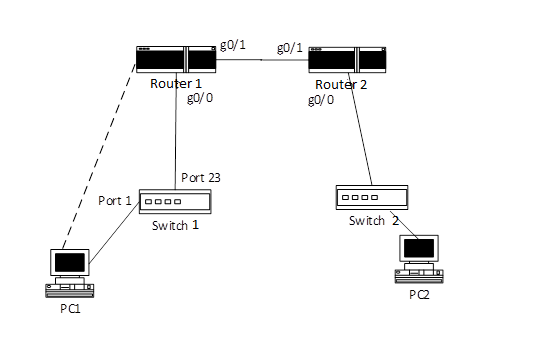 g0/1
g0/1
Router 1
Router 2
g0/0
g0/0
Port 23
Port 1
Switch 1
Switch 2
PC1
PC2